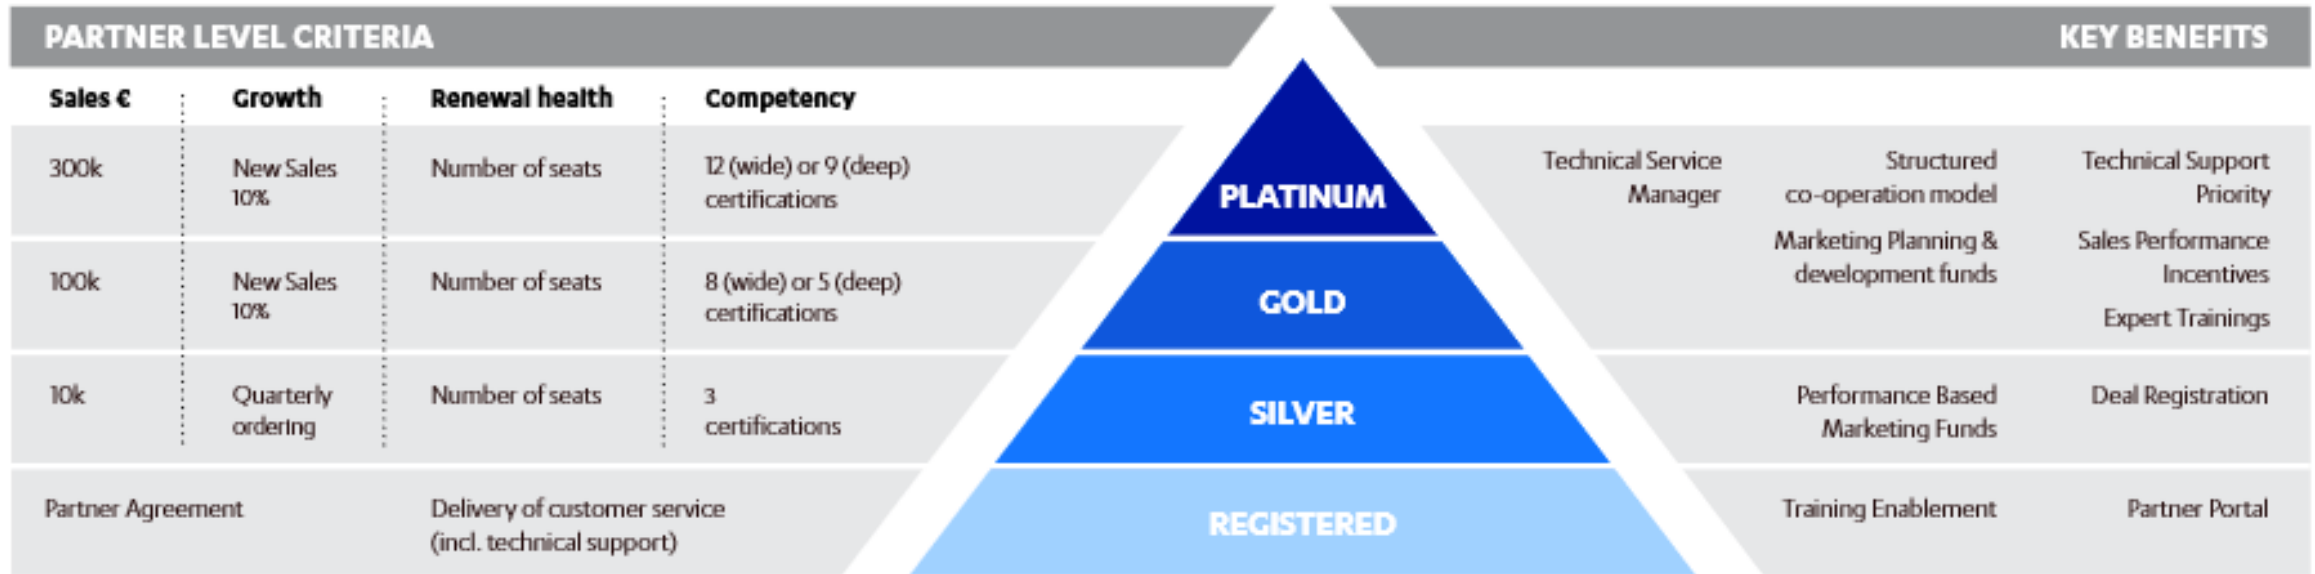 PARTNER LEVEL CRITERIA
KEY BENEFITS
Sales € Growth Renewal health Competency
300k New Sales Number of seats 12 (wide) or 9 (deep)
10% certifications
PLATINUM
Technical Service Structured Technical Support
Manager co-operation model Priority
100k New Sales Number of seats 8 (wide) or 5 (deep)
10% certifications
GOLD
Marketing Planning & Sales Performance
development funds Incentives
Expert Trainings
10k Quarterly Number of seats 3
ordering certifications
SILVER
Performance Based Deal Registration
Marketing Funds
Partner Agreement Delivery of customer service
(incl. technical support)
REGISTERED
Training Enablement Partner Portal